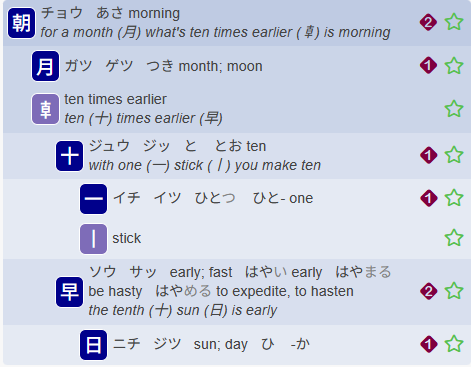 朝 チョウ あさ morning 2
for a month (月) what's ten times earlier (龺) is morning
月 ガツ ゲツ つき month; moon 1
龺 ten times earlier
ten (十) times earlier (早)
十 ジュウ ジッ と とお ten 1
with one (一) stick (丨) you make ten
一 イチ イツ ひとつ ひと- one 1
丨 stick
早 ソウ サッ early; fast はやい early はやまる
be hasty はやめる to expedite, to hasten 2
the tenth (十) sun (日) is early
日 ニチ ジツ sun; day ひ -か 1